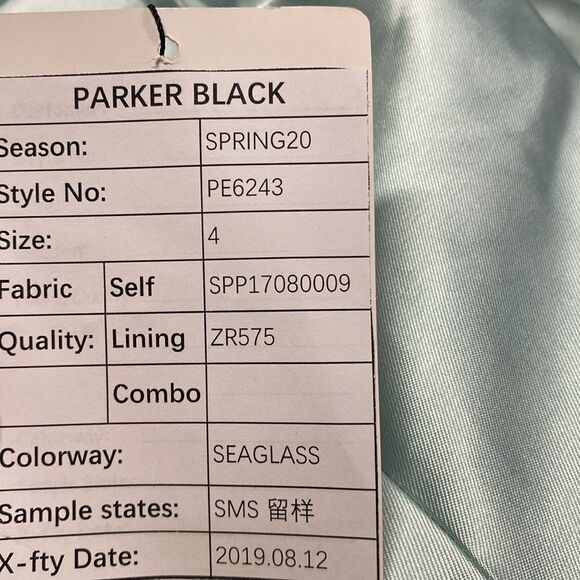 PARKER BLACK
Season: SPRING20
Style No: PE6243
Size: 4
Fabric Self SPP17080009
Quality: Lining ZR575
Combo
Colorway: SEAGLASS
Sample states: SMS 留样
X-fty Date: 2019.08.12